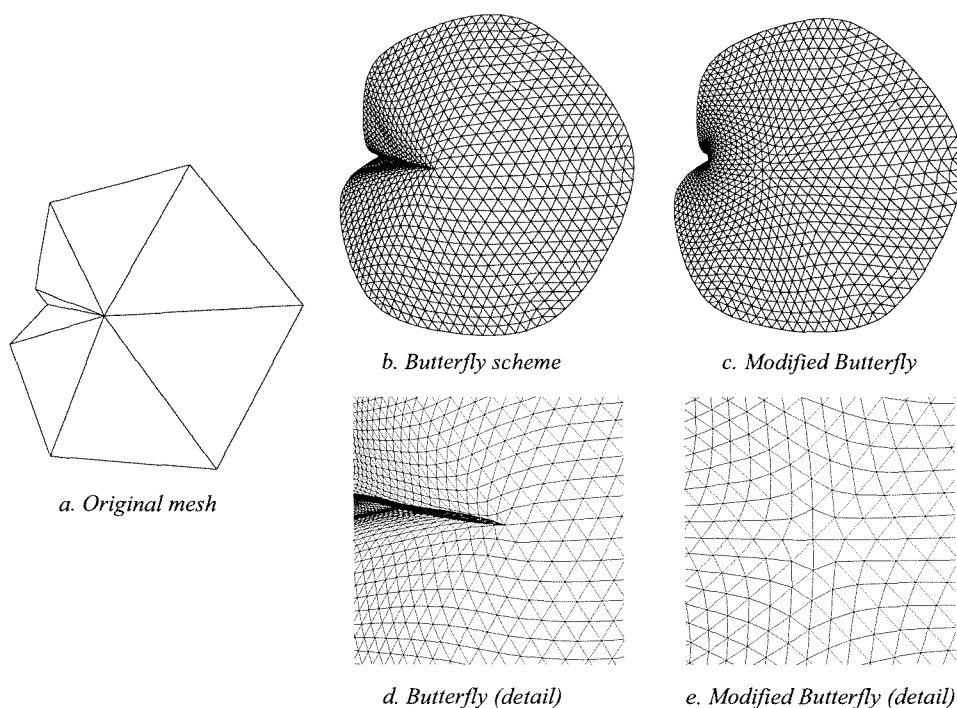 b. Butterfly scheme
c. Modified Butterfly
a. Original mesh
d. Butterfly (detail)
e. Modified Butterfly (detail)